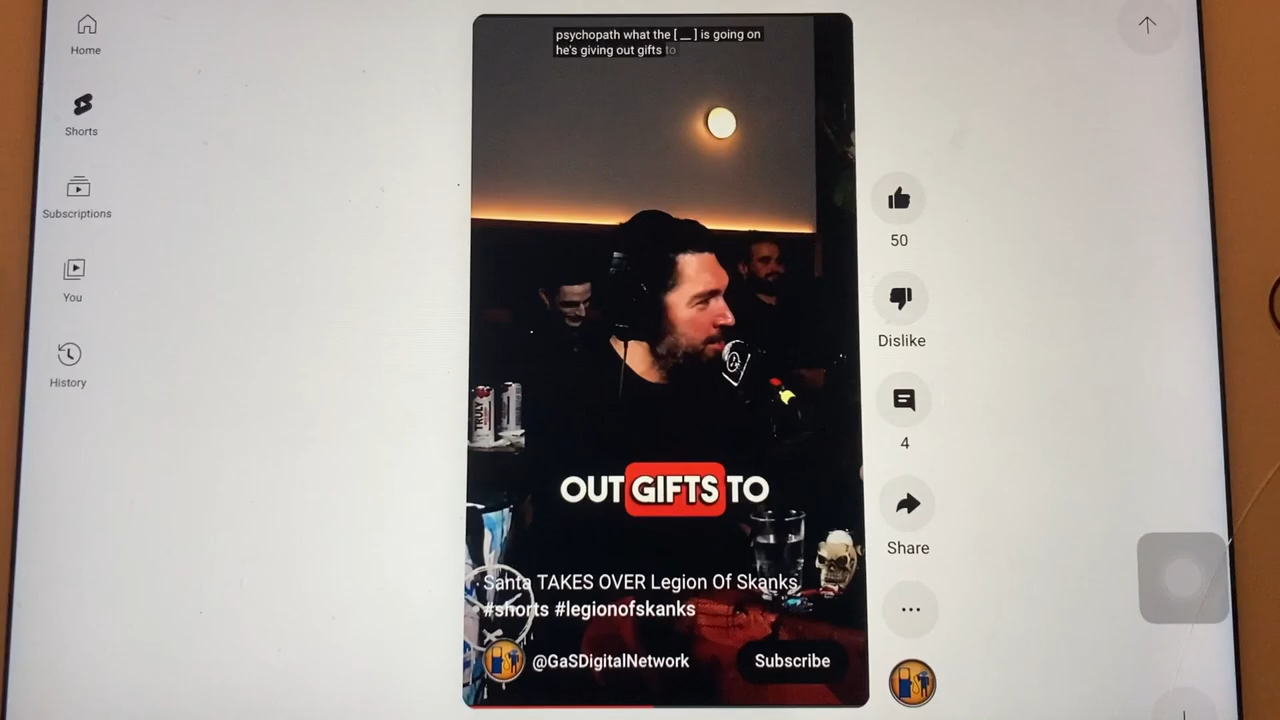 Home
Shorts
Subscriptions
You
History
psychopath what the [ __ ] is going on
he's giving out gifts to
TRULY
OUT GIFTS TO
Santa TAKES OVER Legion Of Skanks
#shorts #legionofskanks
@GaSDigitalNetwork
Subscribe
50
Dislike
4
Share